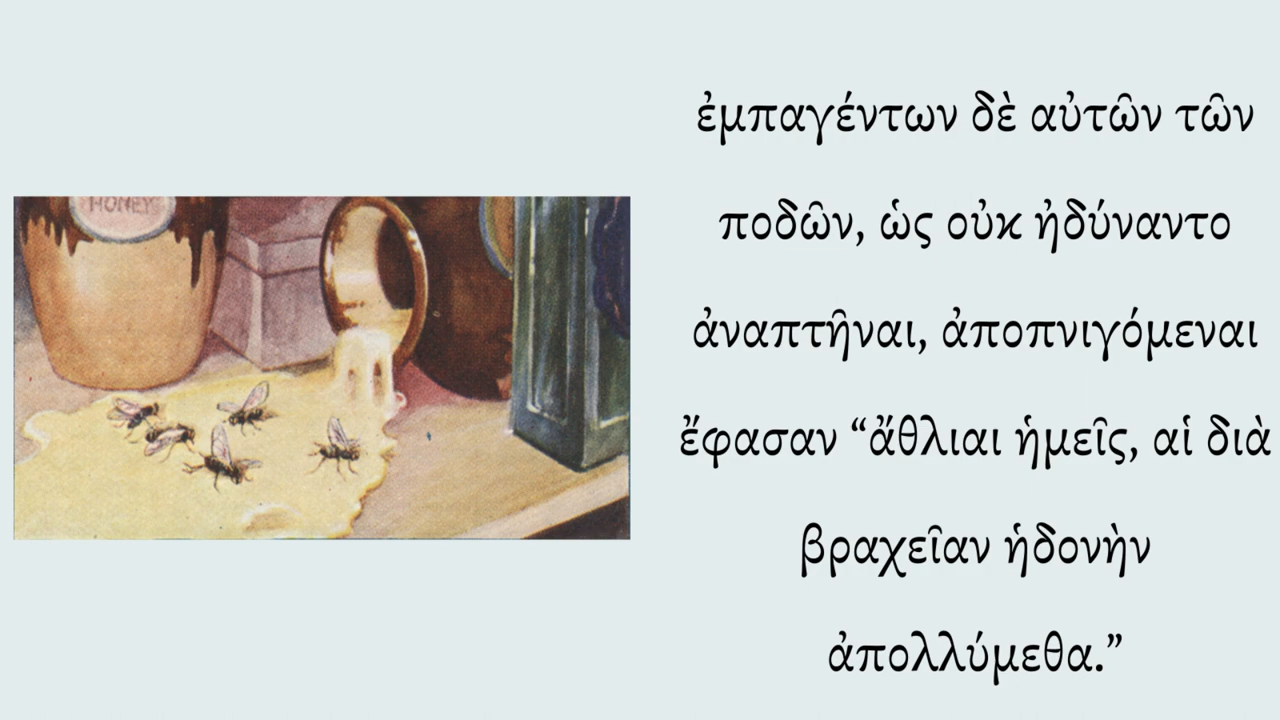 HONEY
ἐμπαγέντων δὲ αὐτῶν τῶν
ποδῶν, ὡς οὐκ ἠδύναντο
ἀναπτῆναι, ἀποπνιγόμεναι
ἔφασαν “ἄθλιαι ἡμεῖς, αἱ διὰ
βραχεῖαν ἡδονὴν
ἀπολλύμεθα.”